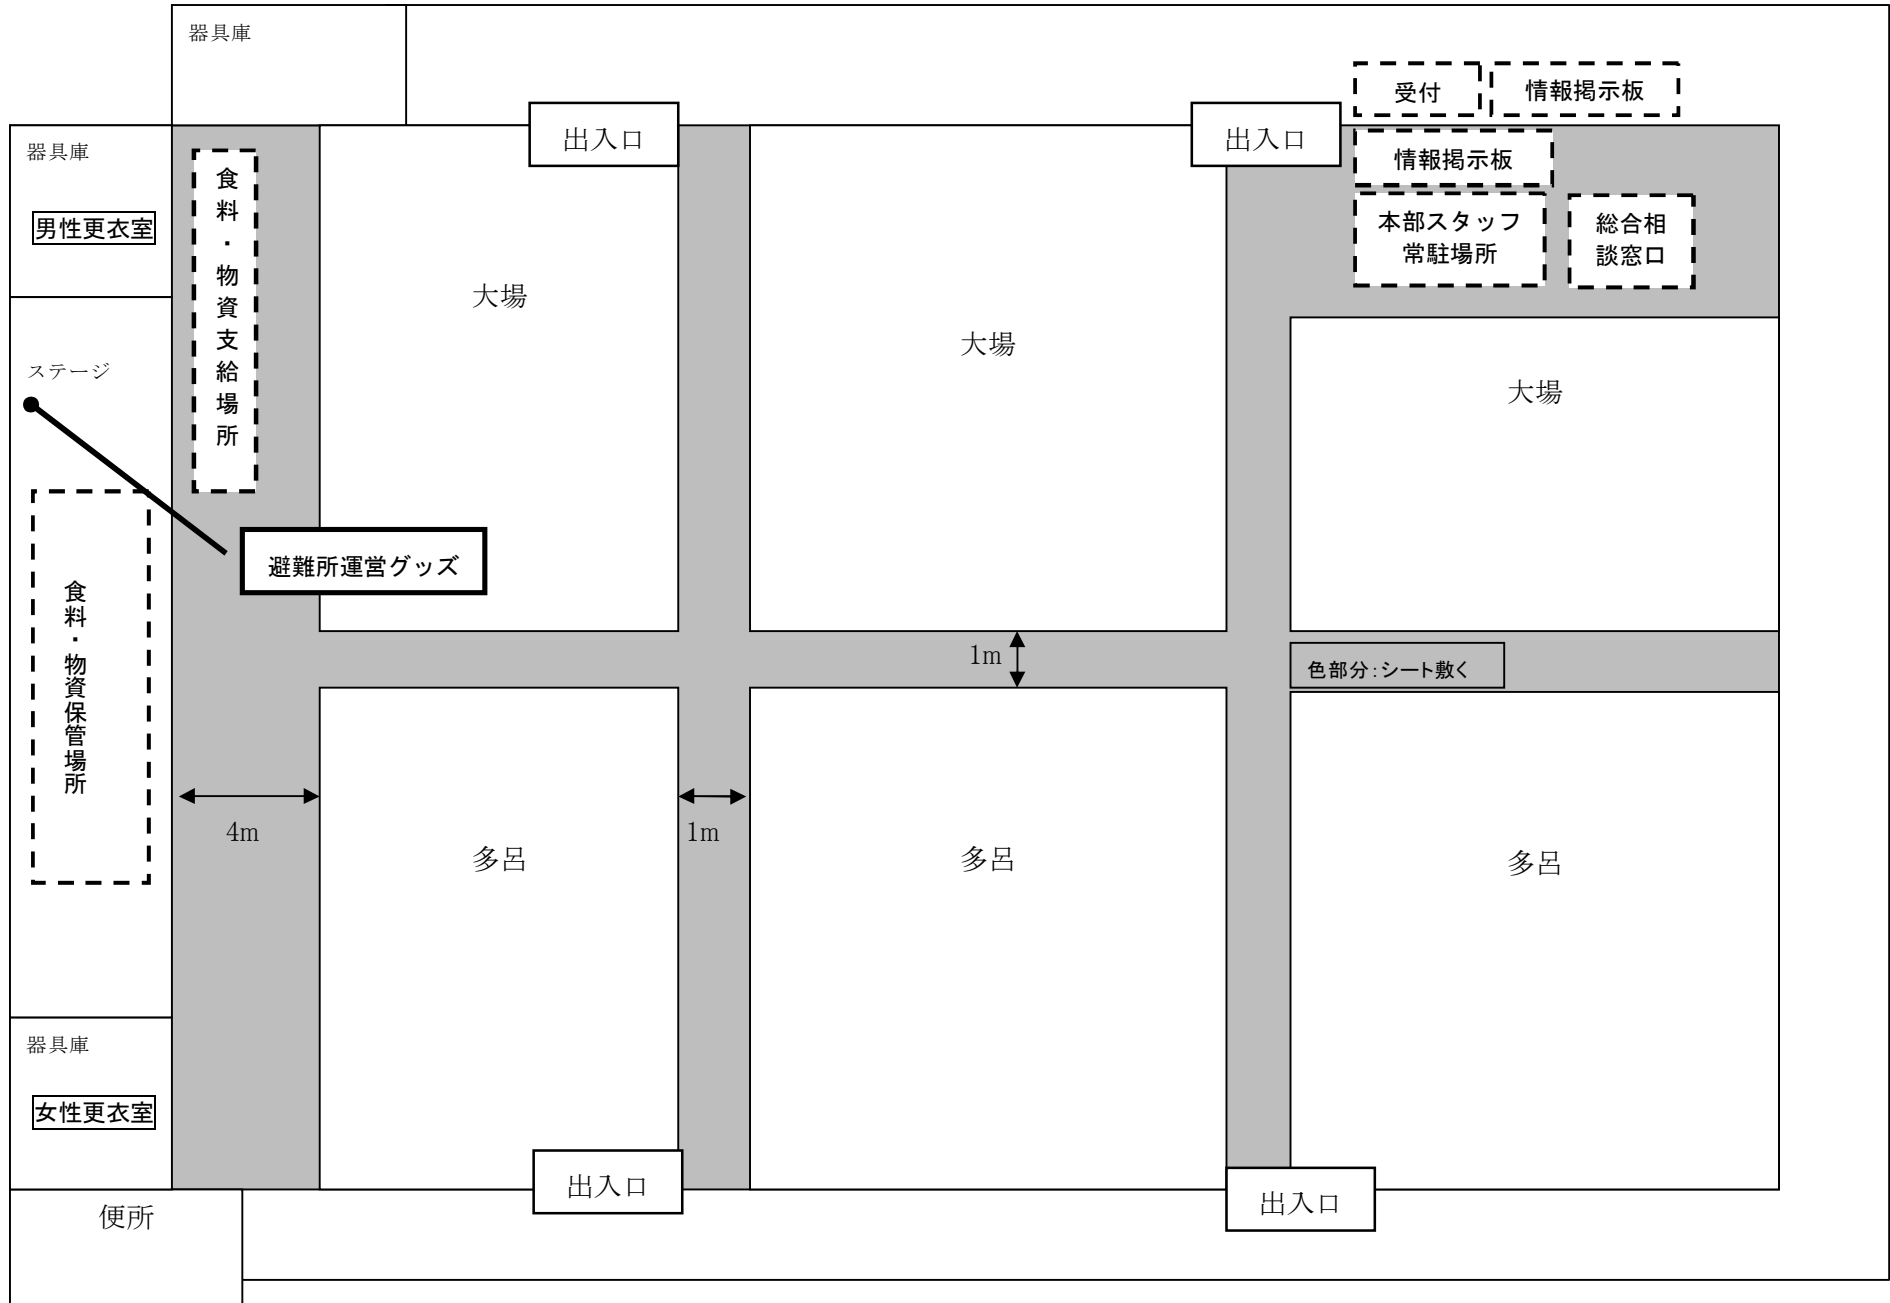 器具庫
受付
情報掲示板
出入口
出入口
器具庫
男性更衣室
食料・物資支給場所
情報掲示板
本部スタッフ
常駐場所
総合相
談窓口
大場
大場
大場
ステージ
避難所運営グッズ
食料・物資保管場所
1m
色部分:シート敷く
4m
1m
多呂
多呂
多呂
器具庫
女性更衣室
出入口
出入口
便所